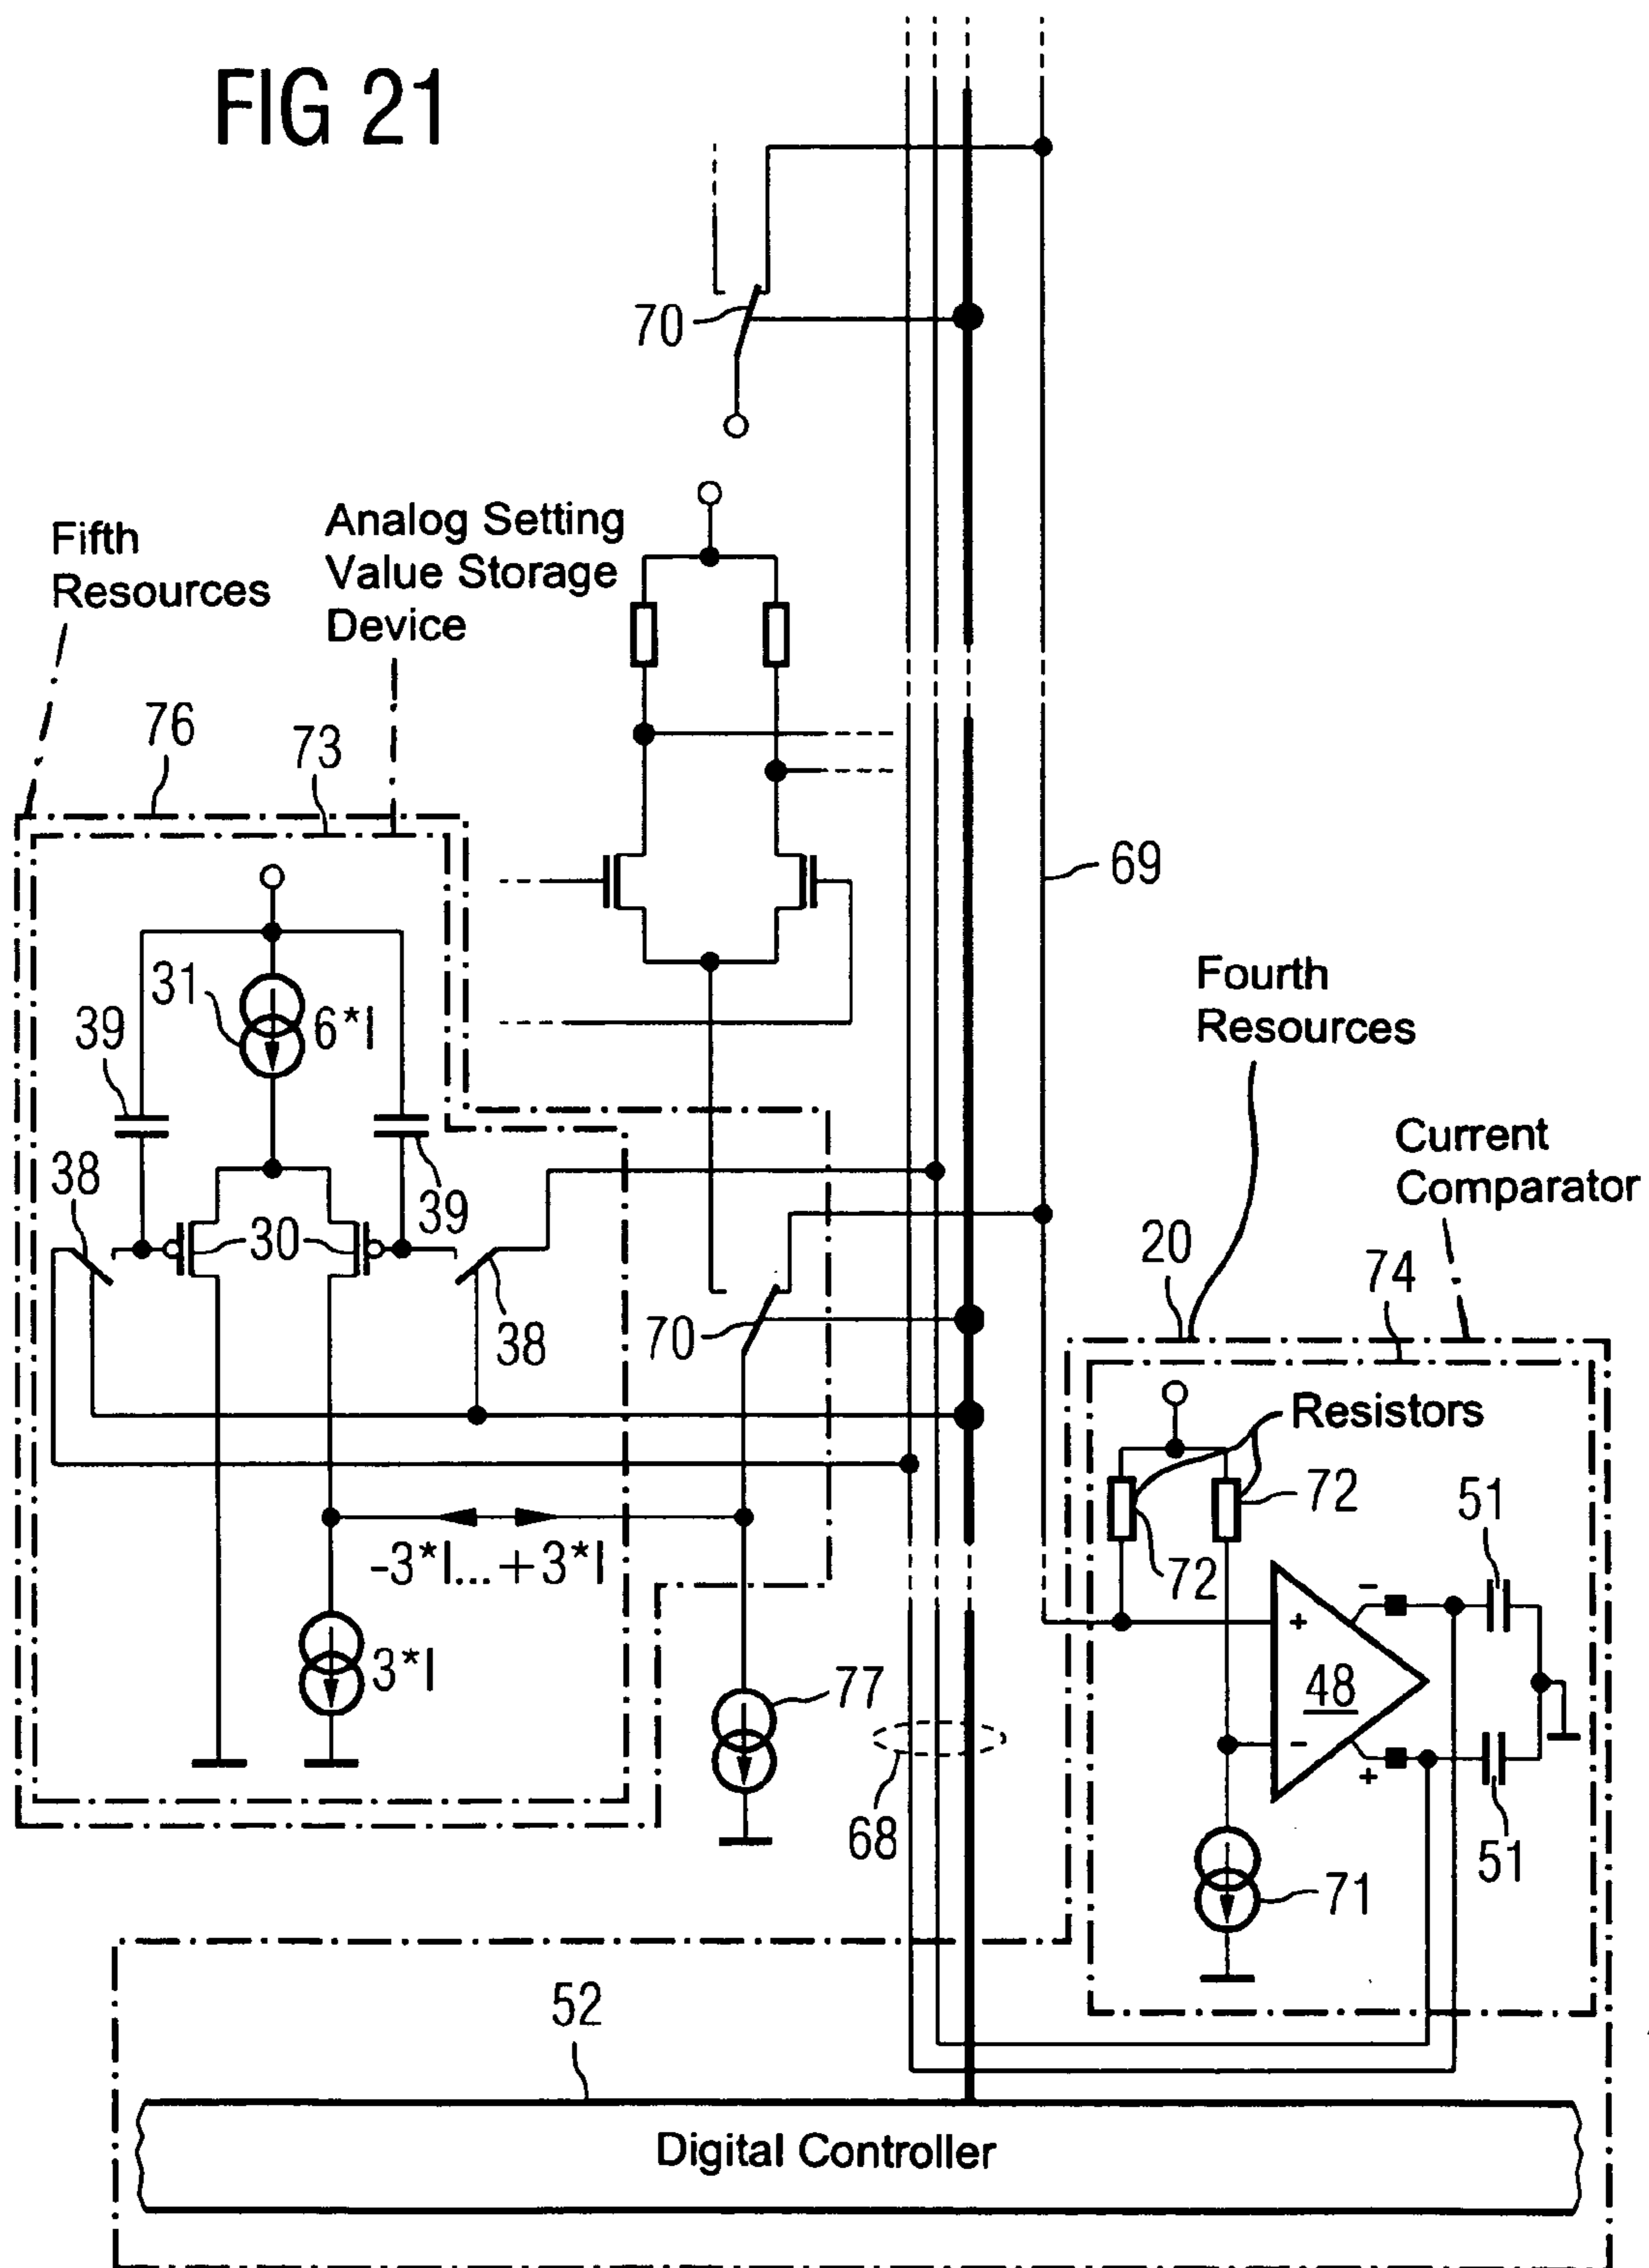 FIG 21
70
Fifth
Resources
Analog Setting
Value Storage
Device
76
73
69
31
6*I
39
Fourth
Resources
38
39
30
Current
Comparator
20
74
38
70
Resistors
72
51
-3*I...+3*I
72
-
+
3*I
77
48
-
+
68
51
71
52
Digital Controller